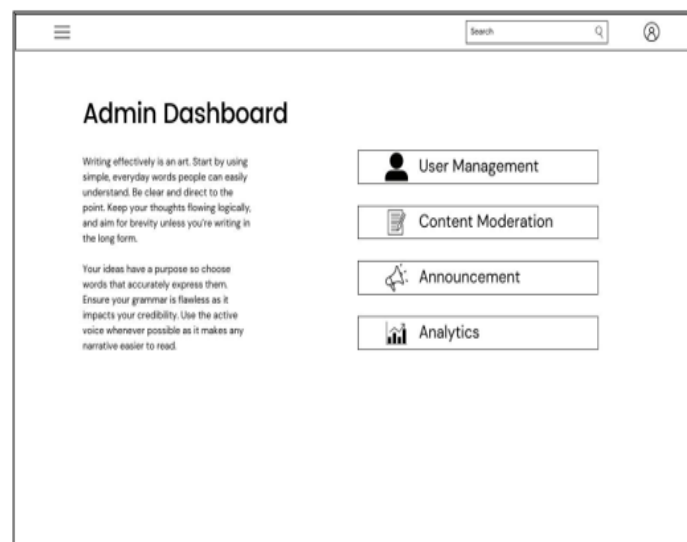 Search
Admin Dashboard
Writing effectively is an art. Start by using
simple, everyday words people can easily
understand. Be clear and direct to the
point. Keep your thoughts flowing logically,
and aim for brevity unless you're writing in
the long form.
Your ideas have a purpose so choose
words that accurately express them.
Ensure your grammar is flawless as it
impacts your credibility. Use the active
voice whenever possible as it makes any
narrative easier to read.
User Management
Content Moderation
Announcement
Analytics